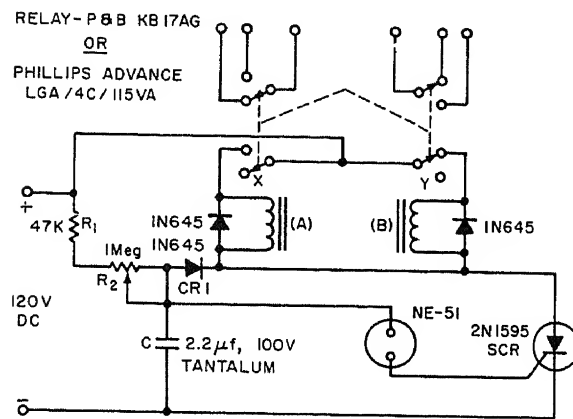 RELAY-P&B KB17AG
OR
PHILLIPS ADVANCE
LGA/4C/115VA
X
Y
+
47K R1
1N645
(A)
(B)
1N645
1Meg
1N645
R2
CR1
120V
DC
NE-51
2N1595
SCR
C
2.2µf, 100V
TANTALUM
−